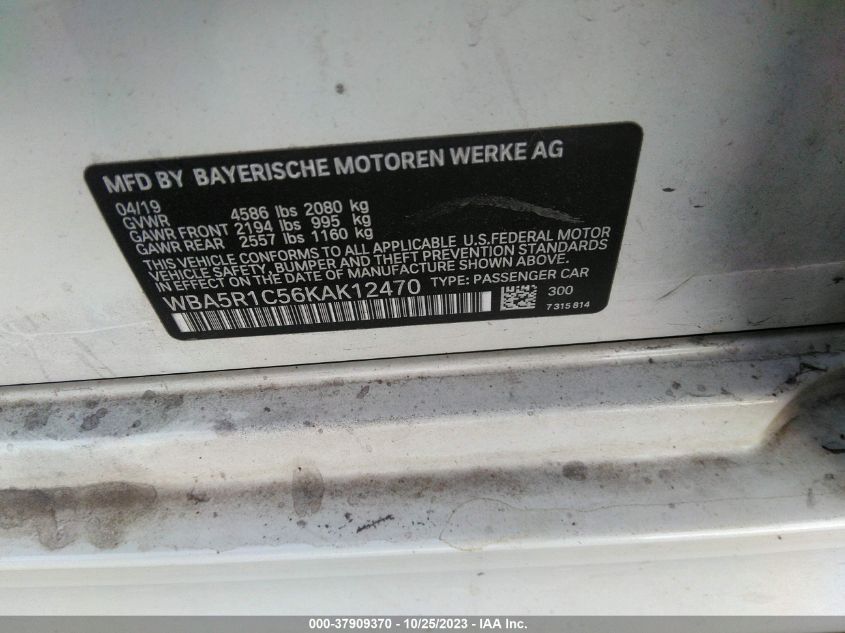 MFD BY BAYERISCHE MOTOREN WERKE AG
04/19
GVWR 4586 lbs 2080 kg
GAWR FRONT 2194 lbs 995 kg
GAWR REAR 2557 lbs 1160 kg
THIS VEHICLE CONFORMS TO ALL APPLICABLE U.S.FEDERAL MOTOR
VEHICLE SAFETY, BUMPER AND THEFT PREVENTION STANDARDS
IN EFFECT ON THE DATE OF MANUFACTURE SHOWN ABOVE.
WBA5R1C56KAK12470 TYPE: PASSENGER CAR
300
7 315 814
000-37909370 - 10/25/2023 - IAA Inc.